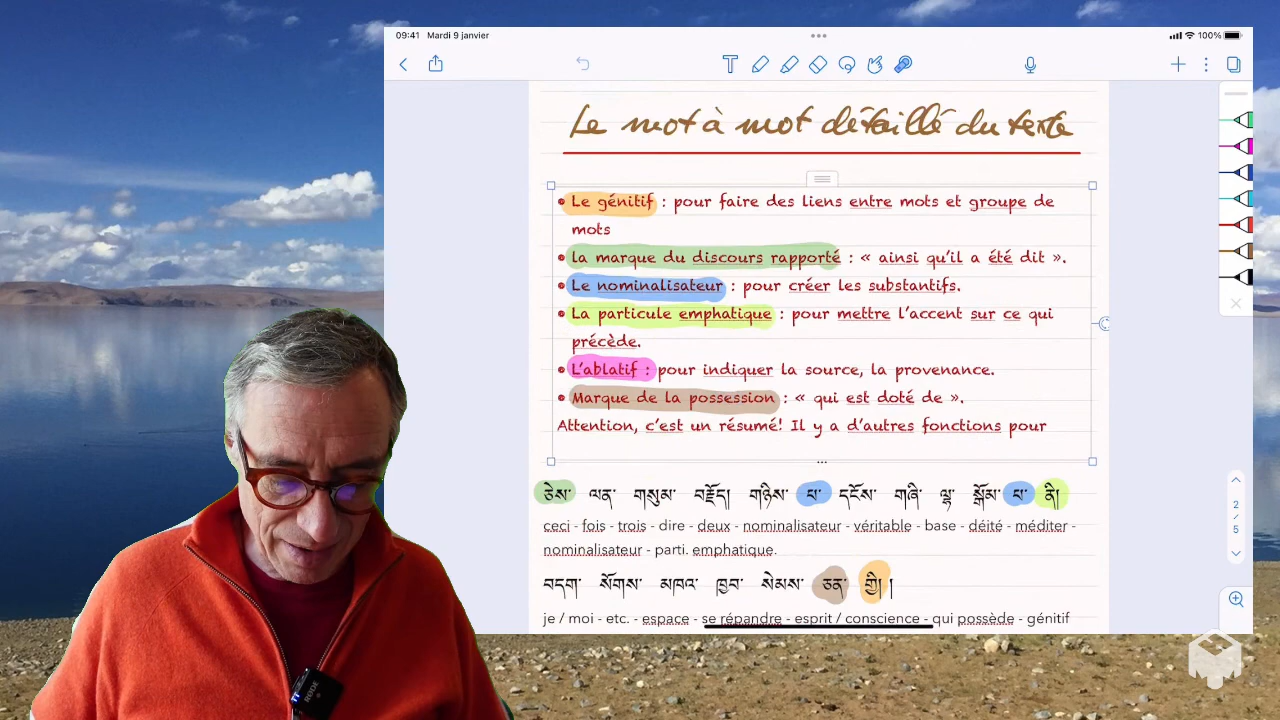 09:41 Mardi 9 janvier
100%
Le mot à mot détaillé du texte
• Le génitif : pour faire des liens entre mots et groupe de
mots
• la marque du discours rapporté : « ainsi qu'il a été dit ».
• Le nominalisateur : pour créer les substantifs.
• La particule emphatique : pour mettre l'accent sur ce qui
précède.
• L'ablatif : pour indiquer la source, la provenance.
• Marque de la possession : « qui est doté de ».
Attention, c'est un résumé! Il y a d'autres fonctions pour
...
ཅེས་ ལན་ གསུམ་ བརྗོད། གཉིས་ པ་ དངོས་ གཞི་ ལྷ་ སྒོམ་ པ་ ནི།
ceci - fois - trois - dire - deux - nominalisateur - véritable - base - déité - méditer -
nominalisateur - parti. emphatique.
བདག་ སོགས་ མཁའ་ ཁྱབ་ སེམས་ ཅན་ གྱི། །
je / moi - etc. - espace - se répandre - esprit / conscience - qui possède - génitif
2
5
RODE